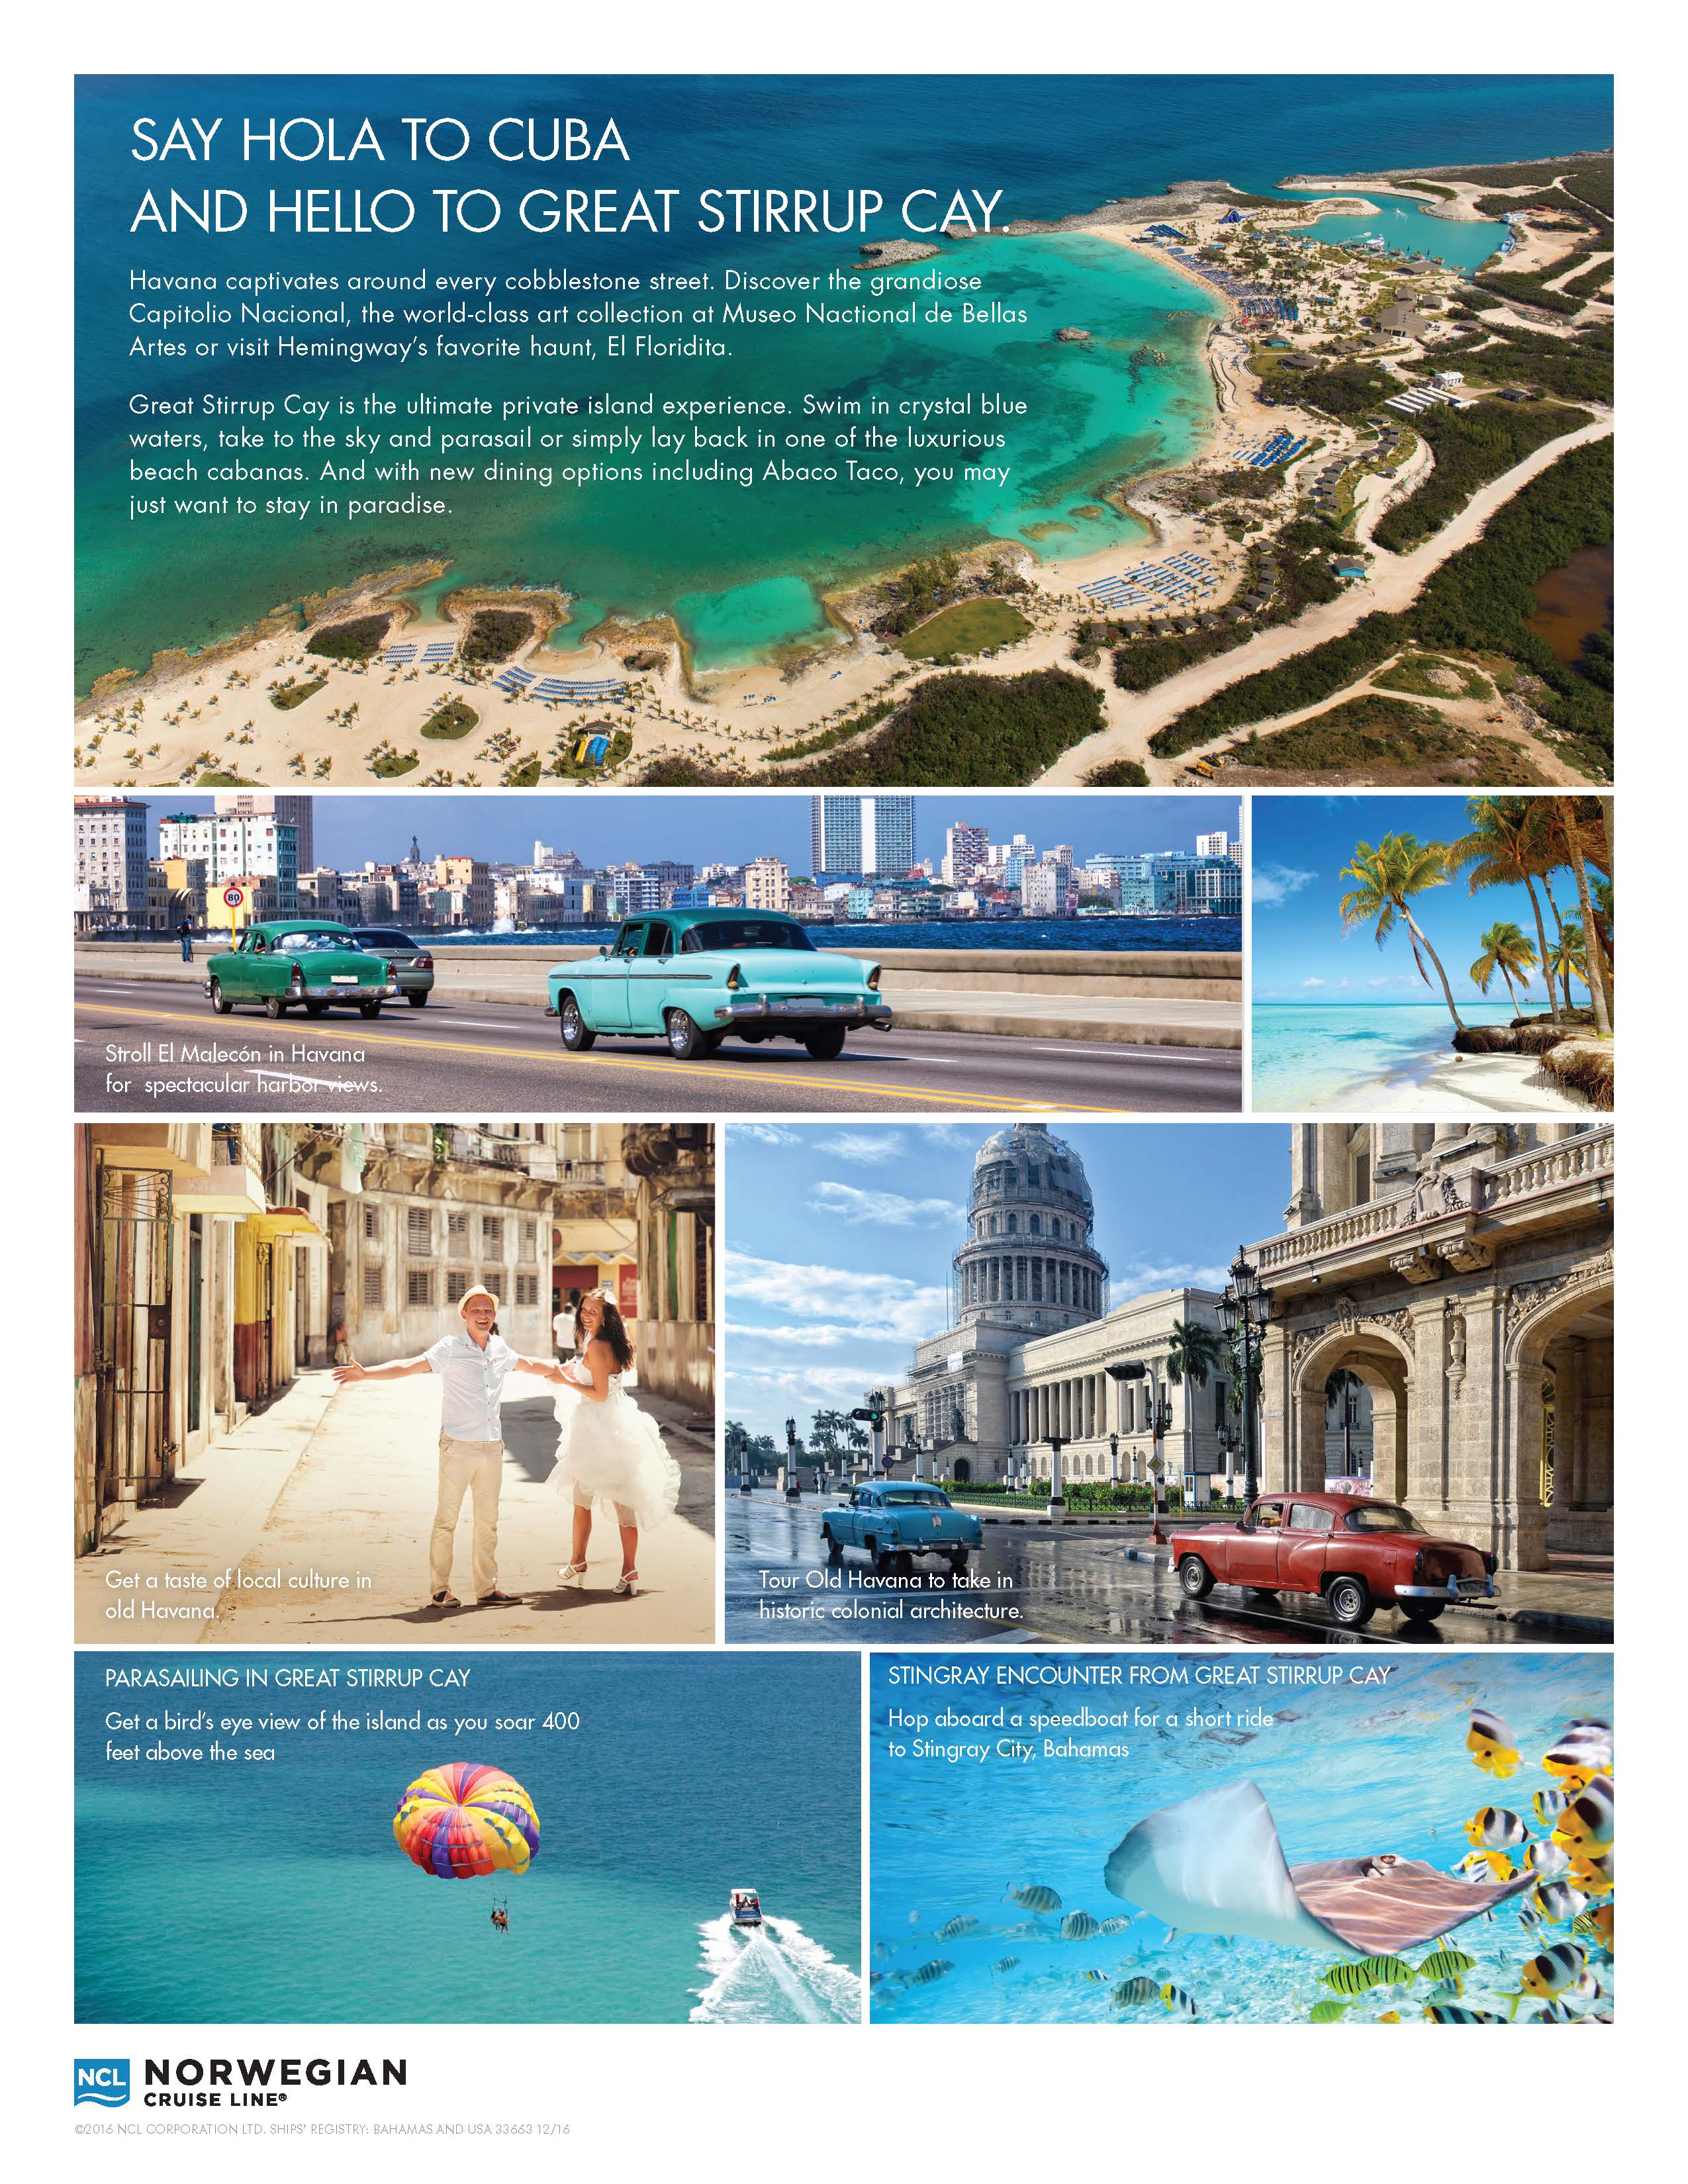 SAY HOLA TO CUBA
AND HELLO TO GREAT STIRRUP CAY.
Havana captivates around every cobblestone street. Discover the grandiose
Capitolio Nacional, the world-class art collection at Museo Nactional de Bellas
Artes or visit Hemingway's favorite haunt, El Floridita.
Great Stirrup Cay is the ultimate private island experience. Swim in crystal blue
waters, take to the sky and parasail or simply lay back in one of the luxurious
beach cabanas. And with new dining options including Abaco Taco, you may
just want to stay in paradise.
80
Stroll El Malecón in Havana
for spectacular harbor views.
Get a taste of local culture in
old Havana.
Tour Old Havana to take in
historic colonial architecture.
PARASAILING IN GREAT STIRRUP CAY
Get a bird's eye view of the island as you soar 400
feet above the sea
STINGRAY ENCOUNTER FROM GREAT STIRRUP CAY
Hop aboard a speedboat for a short ride
to Stingray City, Bahamas
NCL NORWEGIAN
CRUISE LINE®
©2016 NCL CORPORATION LTD. SHIPS' REGISTRY: BAHAMAS AND USA 33663 12/16